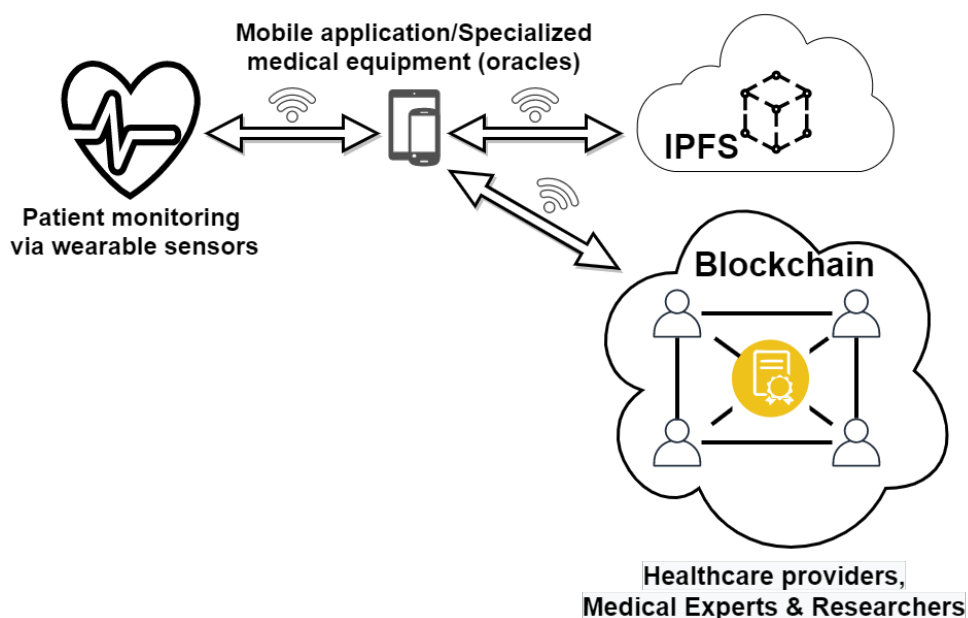 Mobile application/Specialized
medical equipment (oracles)
IPFS
Patient monitoring
via wearable sensors
Blockchain
Healthcare providers,
Medical Experts & Researchers